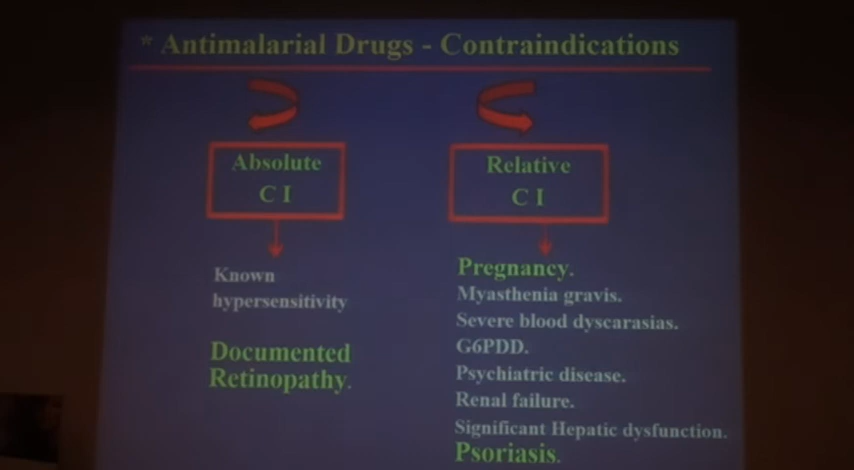 * Antimalarial Drugs - Contraindications
Absolute
C I
Known
hypersensitivity
Documented
Retinopathy.
Relative
C I
Pregnancy.
Myasthenia gravis.
Severe blood dyscarasias.
G6PDD.
Psychiatric disease.
Renal failure.
Significant Hepatic dysfunction.
Psoriasis.